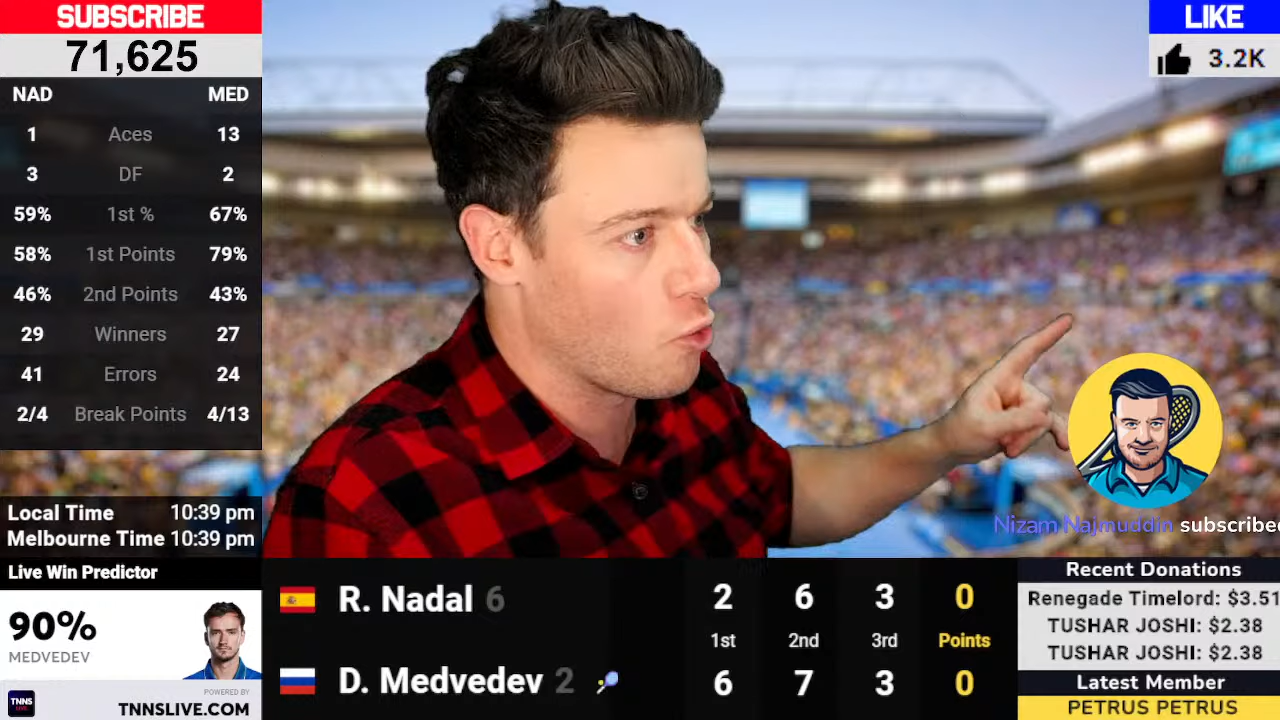 SUBSCRIBE
71,625
NAD MED
1 Aces 13
3 DF 2
59% 1st % 67%
58% 1st Points 79%
46% 2nd Points 43%
29 Winners 27
41 Errors 24
2/4 Break Points 4/13
Local Time 10:39 pm
Melbourne Time 10:39 pm
Live Win Predictor
90%
MEDVEDEV
POWERED BY
TNNS
LIVE
TNNSLIVE.COM
LIKE
3.2K
Nizam Najmuddin subscribed
R. Nadal 6 2 6 3 0
1st 2nd 3rd Points
D. Medvedev 2 6 7 3 0
Recent Donations
Renegade Timelord: $3.51
TUSHAR JOSHI: $2.38
TUSHAR JOSHI: $2.38
Latest Member
PETRUS PETRUS